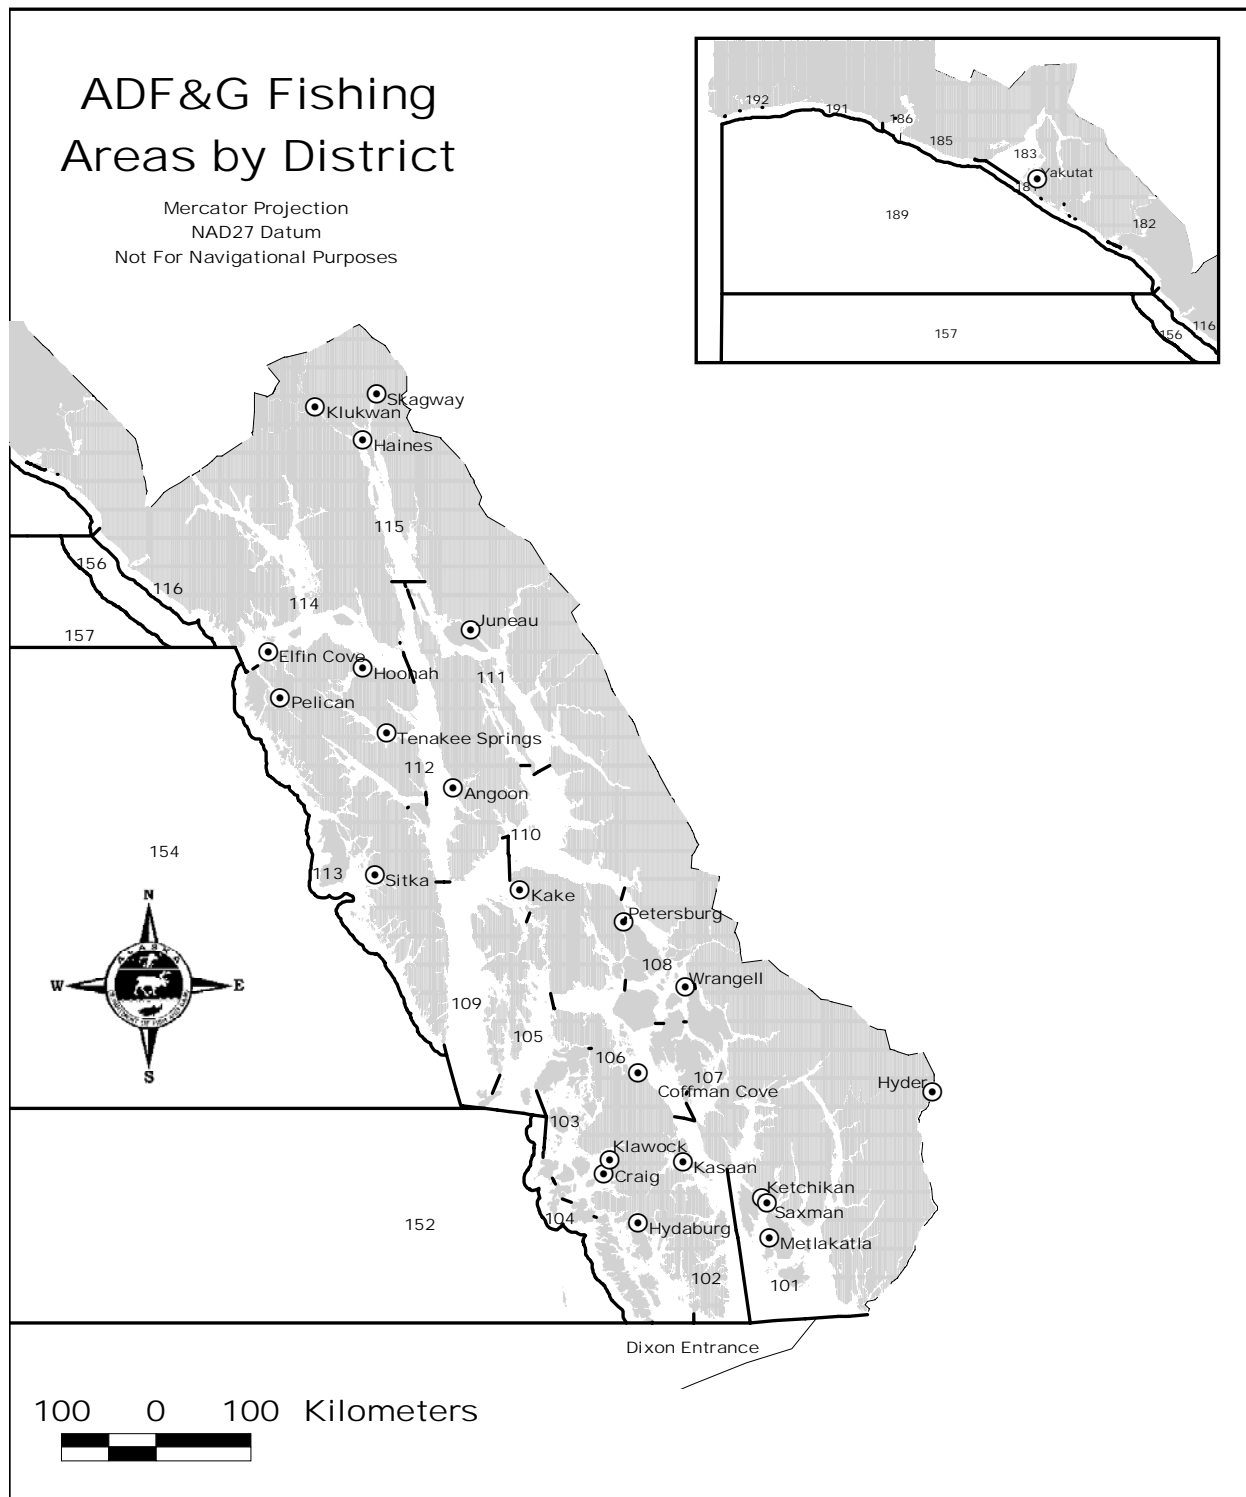 ADF&G Fishing
Areas by District
Mercator Projection
NAD27 Datum
Not For Navigational Purposes
192
191
186
185
183
Yakutat
181
189
182
157
156
116
Skagway
Klukwan
Haines
115
156
116
114
157
Juneau
Elfin Cove
Hoonah
111
Pelican
Tenakee Springs
112
Angoon
110
154
113
Sitka
Kake
N
Petersburg
ALASKA
108
Wrangell
W
E
109
105
106
107
S
Coffman Cove
Hyder
103
Klawock
Kasaan
Craig
Ketchikan
Saxman
104
152
Hydaburg
Metlakatla
102
101
Dixon Entrance
100 0 100 Kilometers